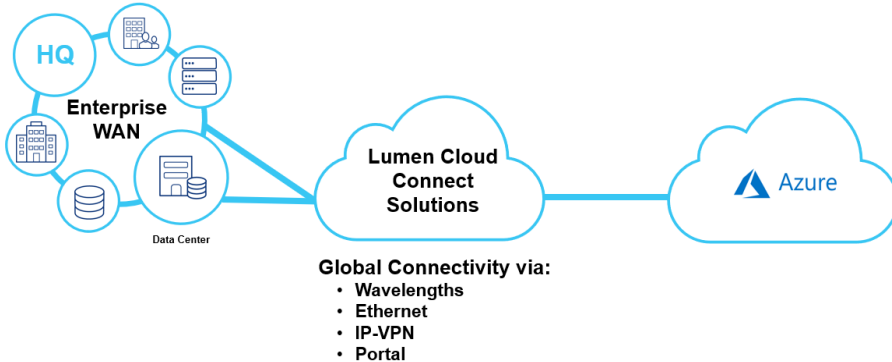 HQ
Enterprise
WAN
Data Center
Lumen Cloud
Connect
Solutions
Azure
Global Connectivity via:
• Wavelengths
• Ethernet
• IP-VPN
• Portal